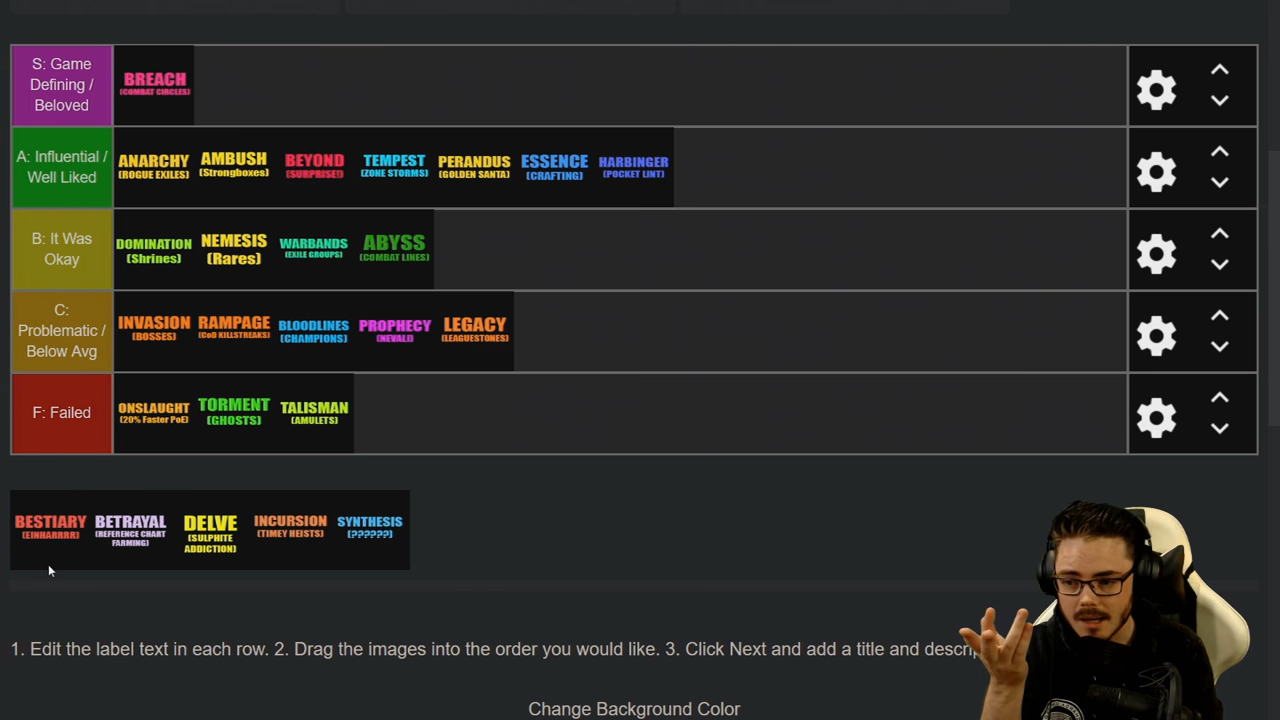 S: Game
Defining /
Beloved
BREACH
(COMBAT CIRCLES)
A: Influential /
Well Liked
ANARCHY
(ROGUE EXILES)
AMBUSH
(Strongboxes)
BEYOND
(SURPRISE!)
TEMPEST
(ZONE STORMS)
PERANDUS
(GOLDEN SANTA)
ESSENCE
(CRAFTING)
HARBINGER
(POCKET LINT)
B: It Was
Okay
DOMINATION
(Shrines)
NEMESIS
(Rares)
WARBANDS
(EXILE GROUPS)
ABYSS
(COMBAT LINES)
C:
Problematic /
Below Avg
INVASION
(BOSSES)
RAMPAGE
(CoD KILLSTREAKS)
BLOODLINES
(CHAMPIONS)
PROPHECY
(NEVALI)
LEGACY
(LEAGUESTONES)
F: Failed
ONSLAUGHT
(20% Faster PoE)
TORMENT
(GHOSTS)
TALISMAN
(AMULETS)
BESTIARY
(EINHARRRR)
BETRAYAL
(REFERENCE CHART
FARMING)
DELVE
(SULPHITE
ADDICTION)
INCURSION
(TIMEY HEISTS)
SYNTHESIS
(??????)
1. Edit the label text in each row. 2. Drag the images into the order you would like. 3. Click Next and add a title and
Change Background Color